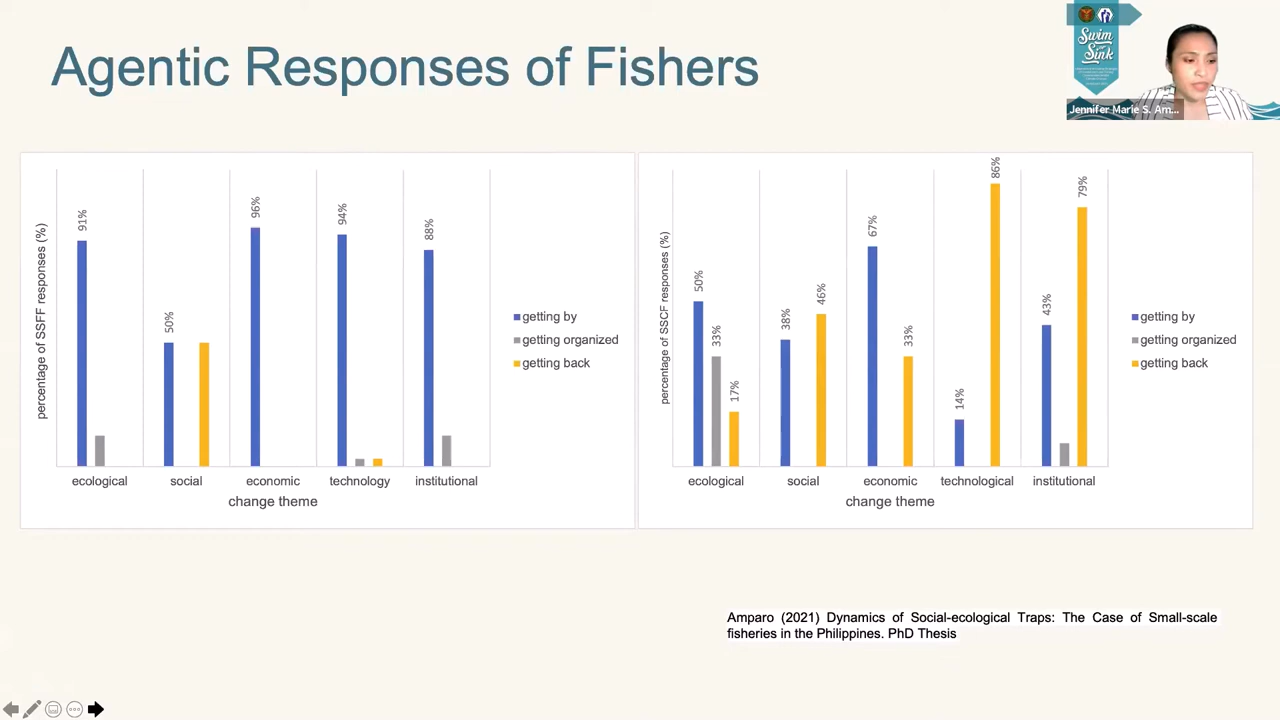 Agentic Responses of Fishers
Swim
Sink
Jennifer Marie S. Am...
percentage of SSFF responses (%)
91%
50%
96%
94%
88%
ecological social economic technology institutional
change theme
getting by
getting organized
getting back
percentage of SSCF responses (%)
50%
33%
17%
38%
46%
67%
33%
14%
86%
43%
79%
ecological social economic technological institutional
change theme
getting by
getting organized
getting back
Amparo (2021) Dynamics of Social-ecological Traps: The Case of Small-scale
fisheries in the Philippines. PhD Thesis